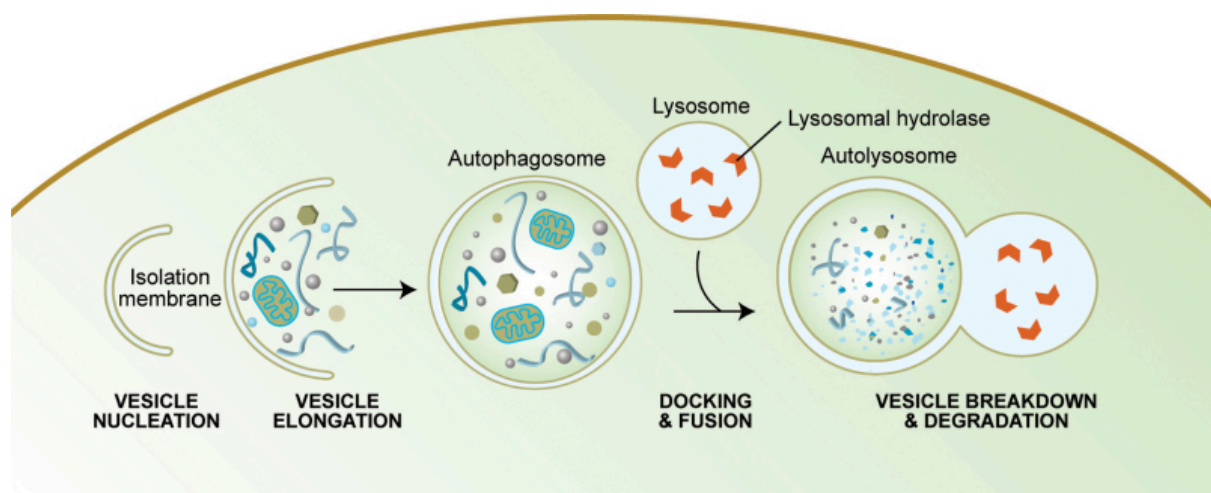 Lysosome
Lysosomal hydrolase
Autophagosome
Autolysosome
Isolation
membrane
VESICLE
NUCLEATION
VESICLE
ELONGATION
DOCKING
& FUSION
VESICLE BREAKDOWN
& DEGRADATION